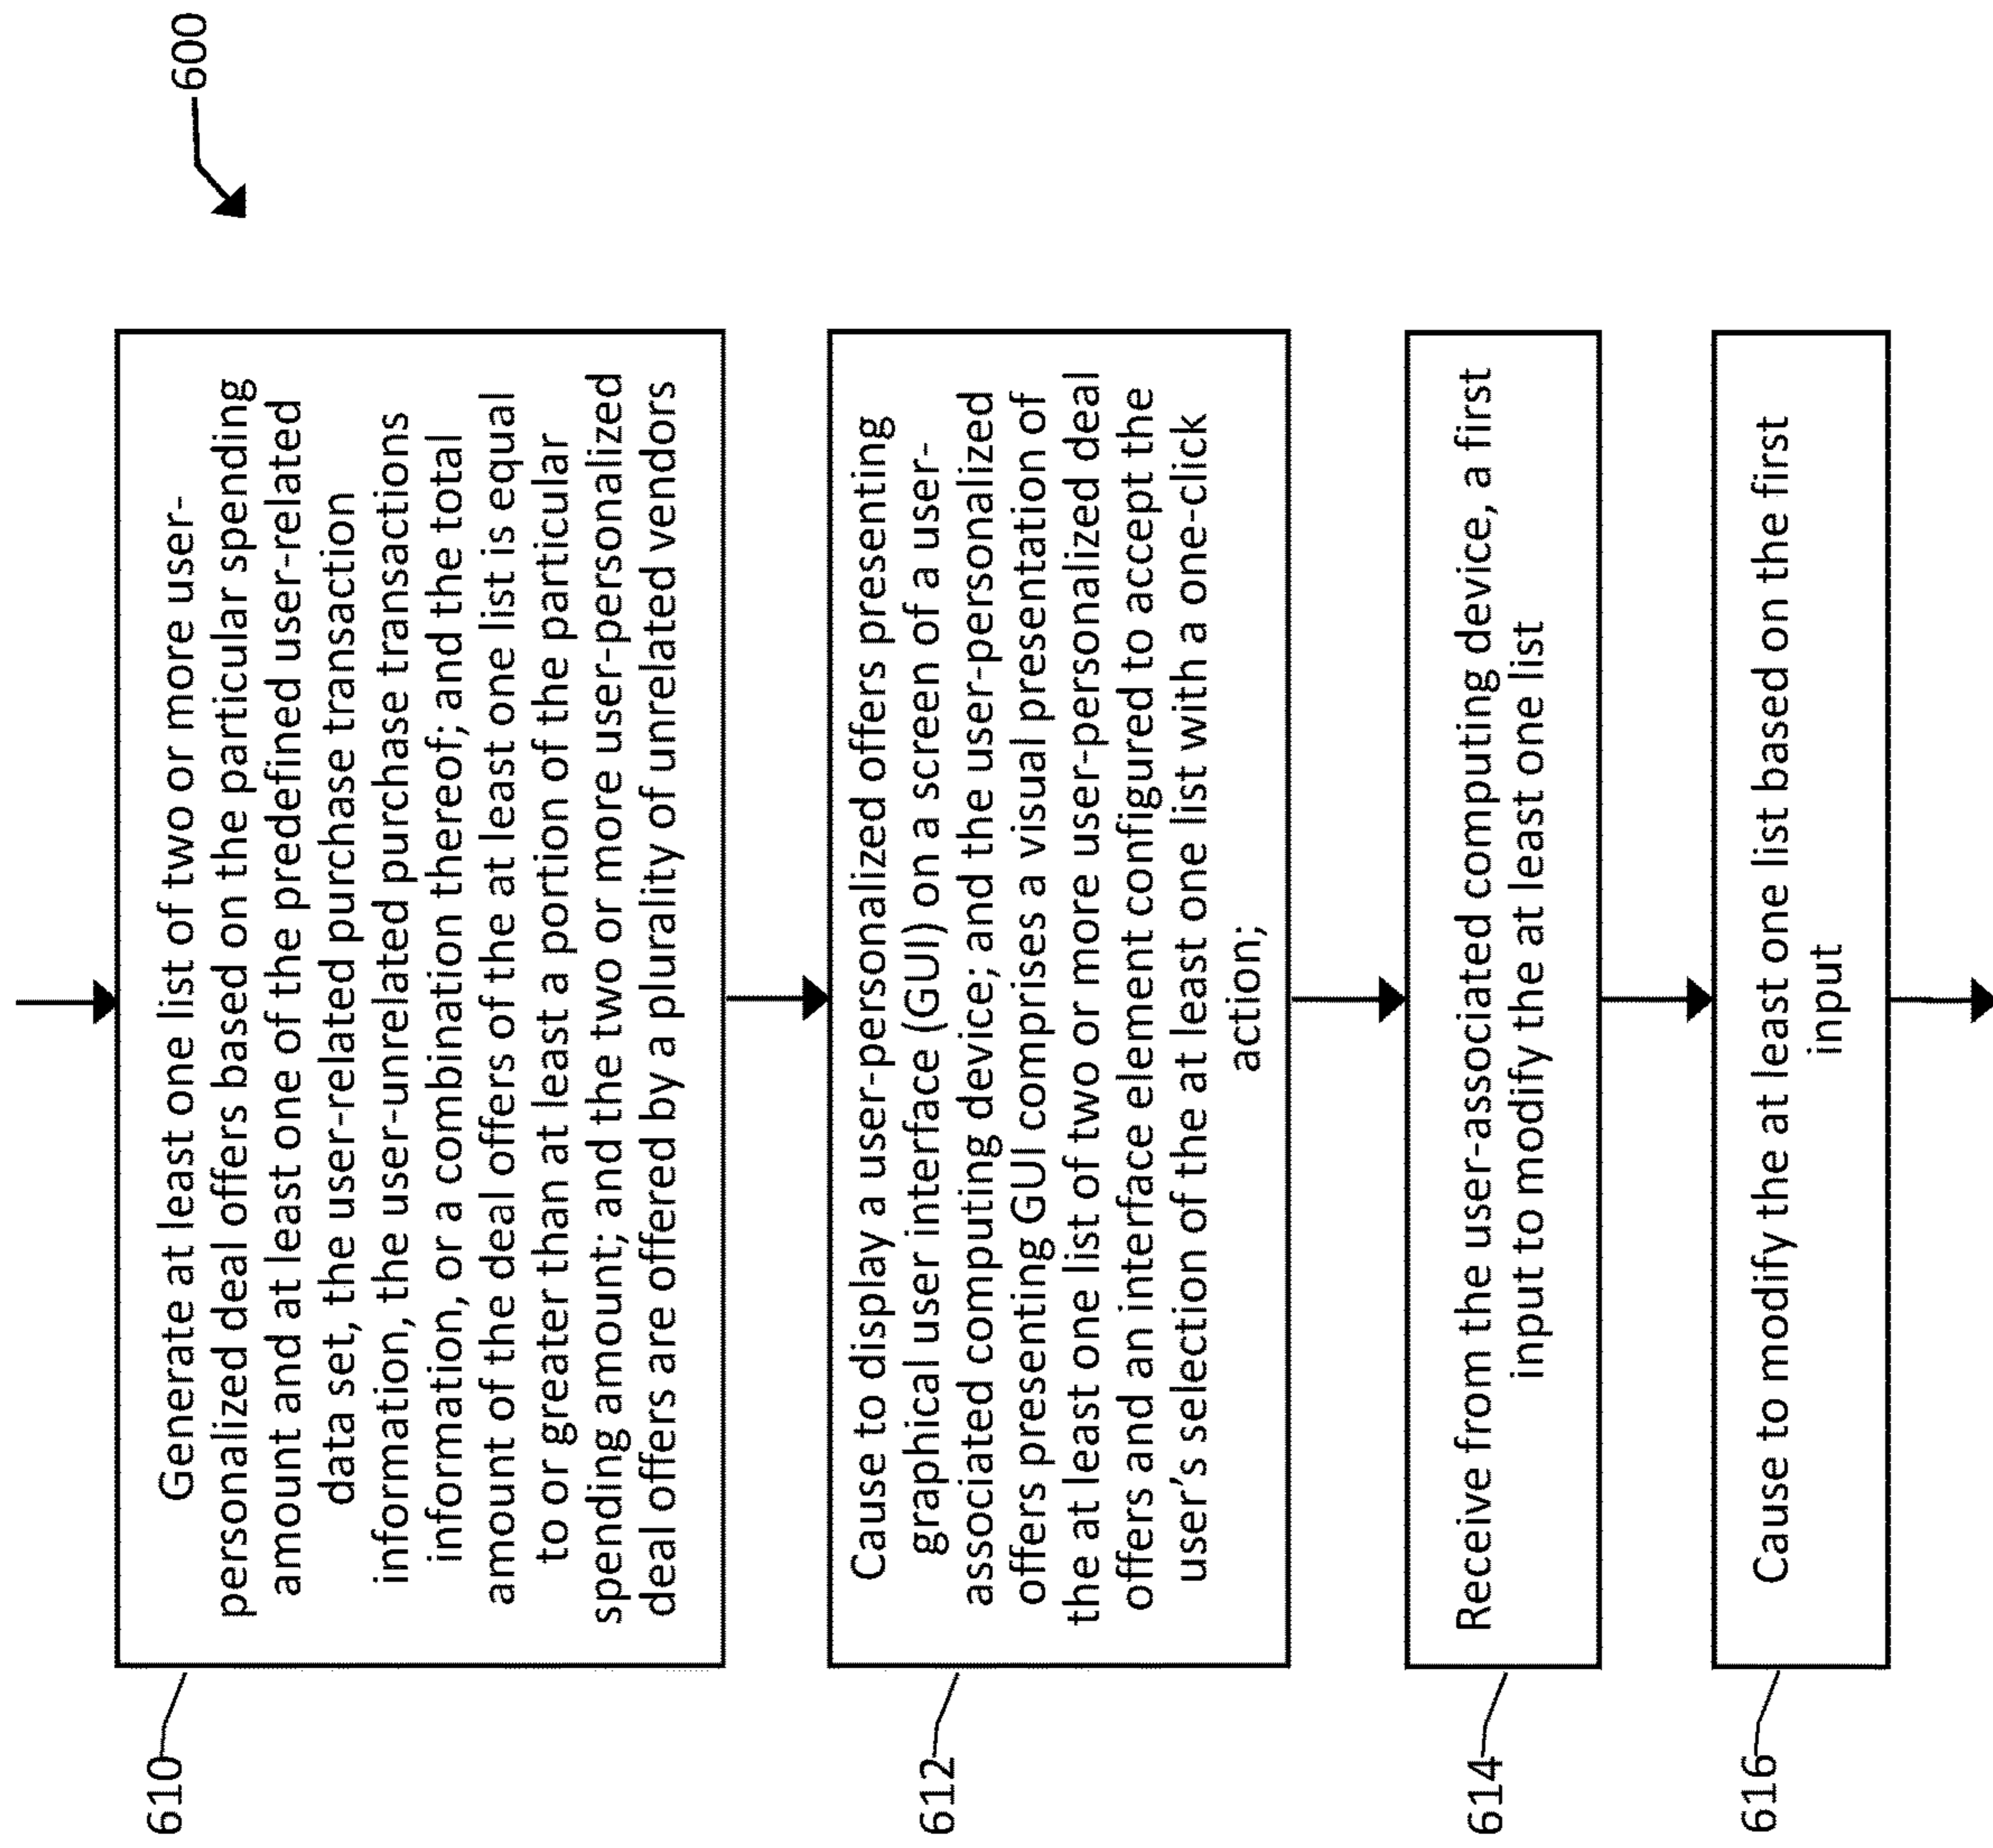 600
610
Generate at least one list of two or more user-
personalized deal offers based on the particular spending
amount and at least one of the predefined user-related
data set, the user-related purchase transaction
information, the user-unrelated purchase transactions
information, or a combination thereof; and the total
amount of the deal offers of the at least one list is equal
to or greater than at least a portion of the particular
spending amount; and the two or more user-personalized
deal offers are offered by a plurality of unrelated vendors
612
Cause to display a user-personalized offers presenting
graphical user interface (GUI) on a screen of a user-
associated computing device; and the user-personalized
offers presenting GUI comprises a visual presentation of
the at least one list of two or more user-personalized deal
offers and an interface element configured to accept the
user's selection of the at least one list with a one-click
action;
614
Receive from the user-associated computing device, a first
input to modify the at least one list
616
Cause to modify the at least one list based on the first
input